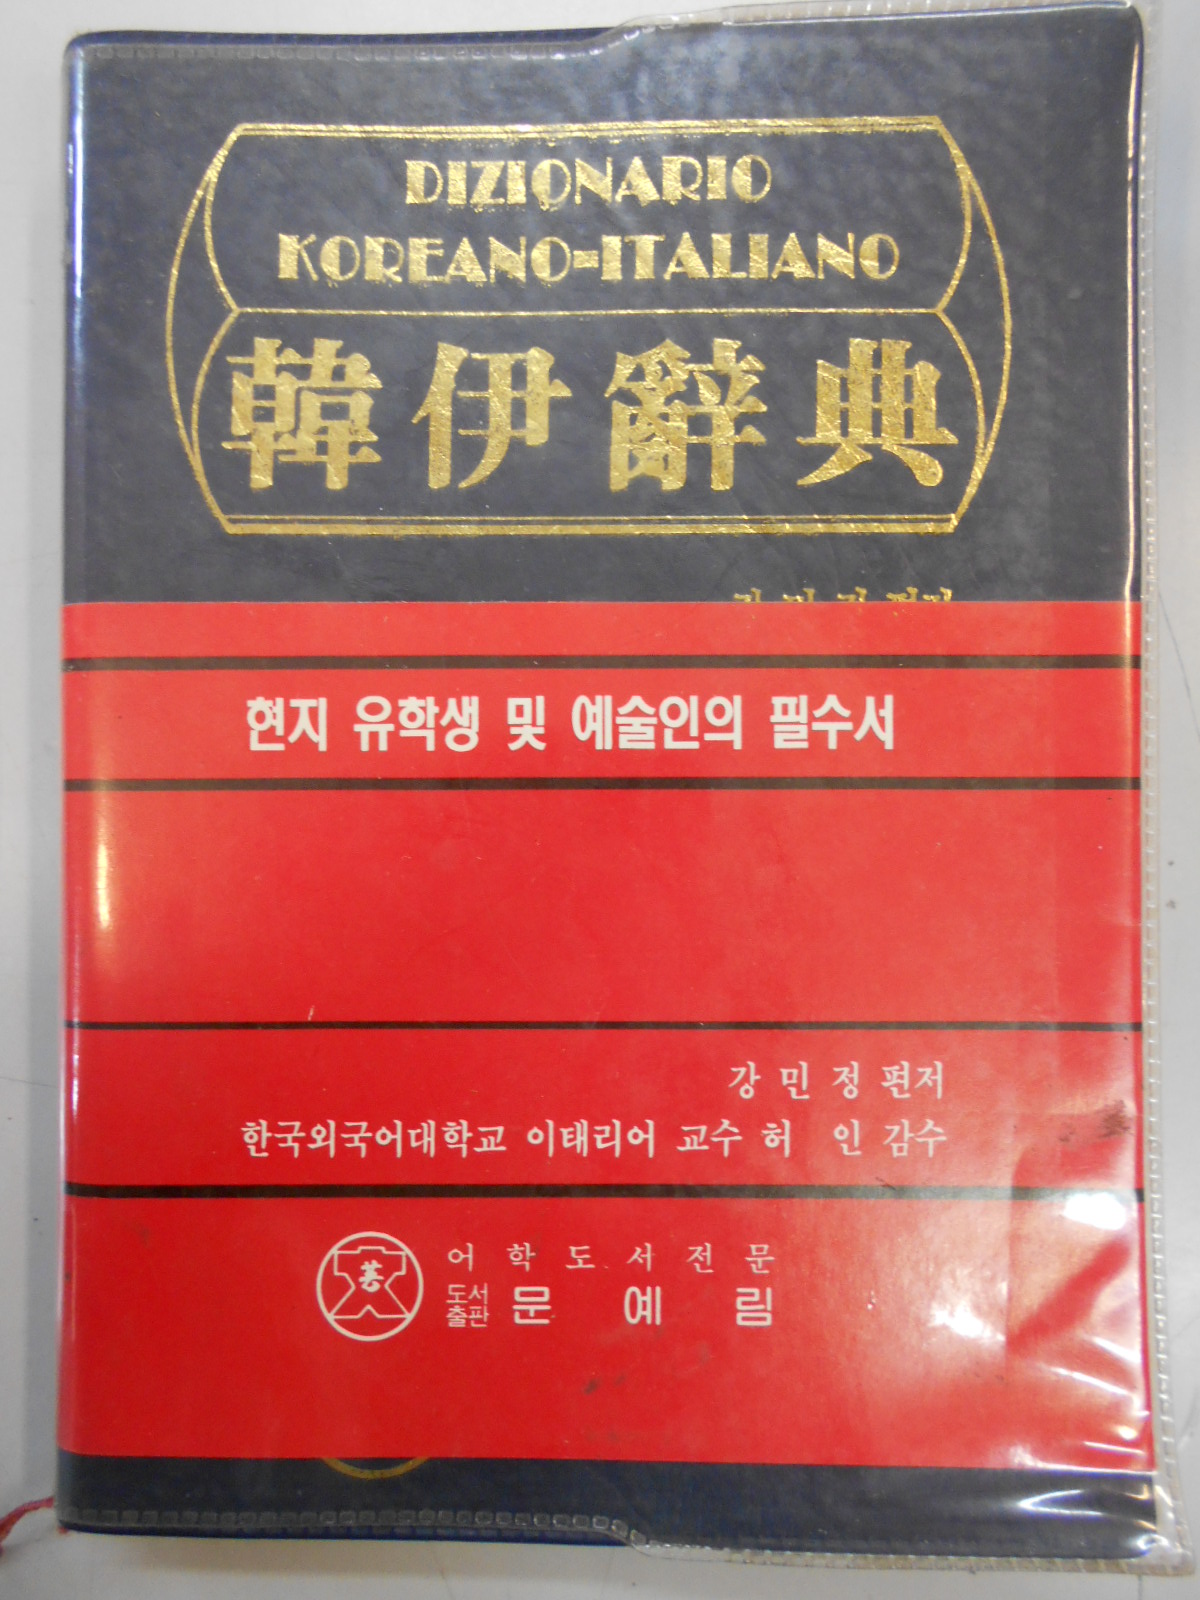 DIZIONARIO
KOREANO-ITALIANO
韓伊辭典
현지 유학생 및 예술인의 필수서
강 민 정 편저
한국외국어대학교 이태리어 교수 허 인 감수
芸
어학도서전문
도서출판 문예림